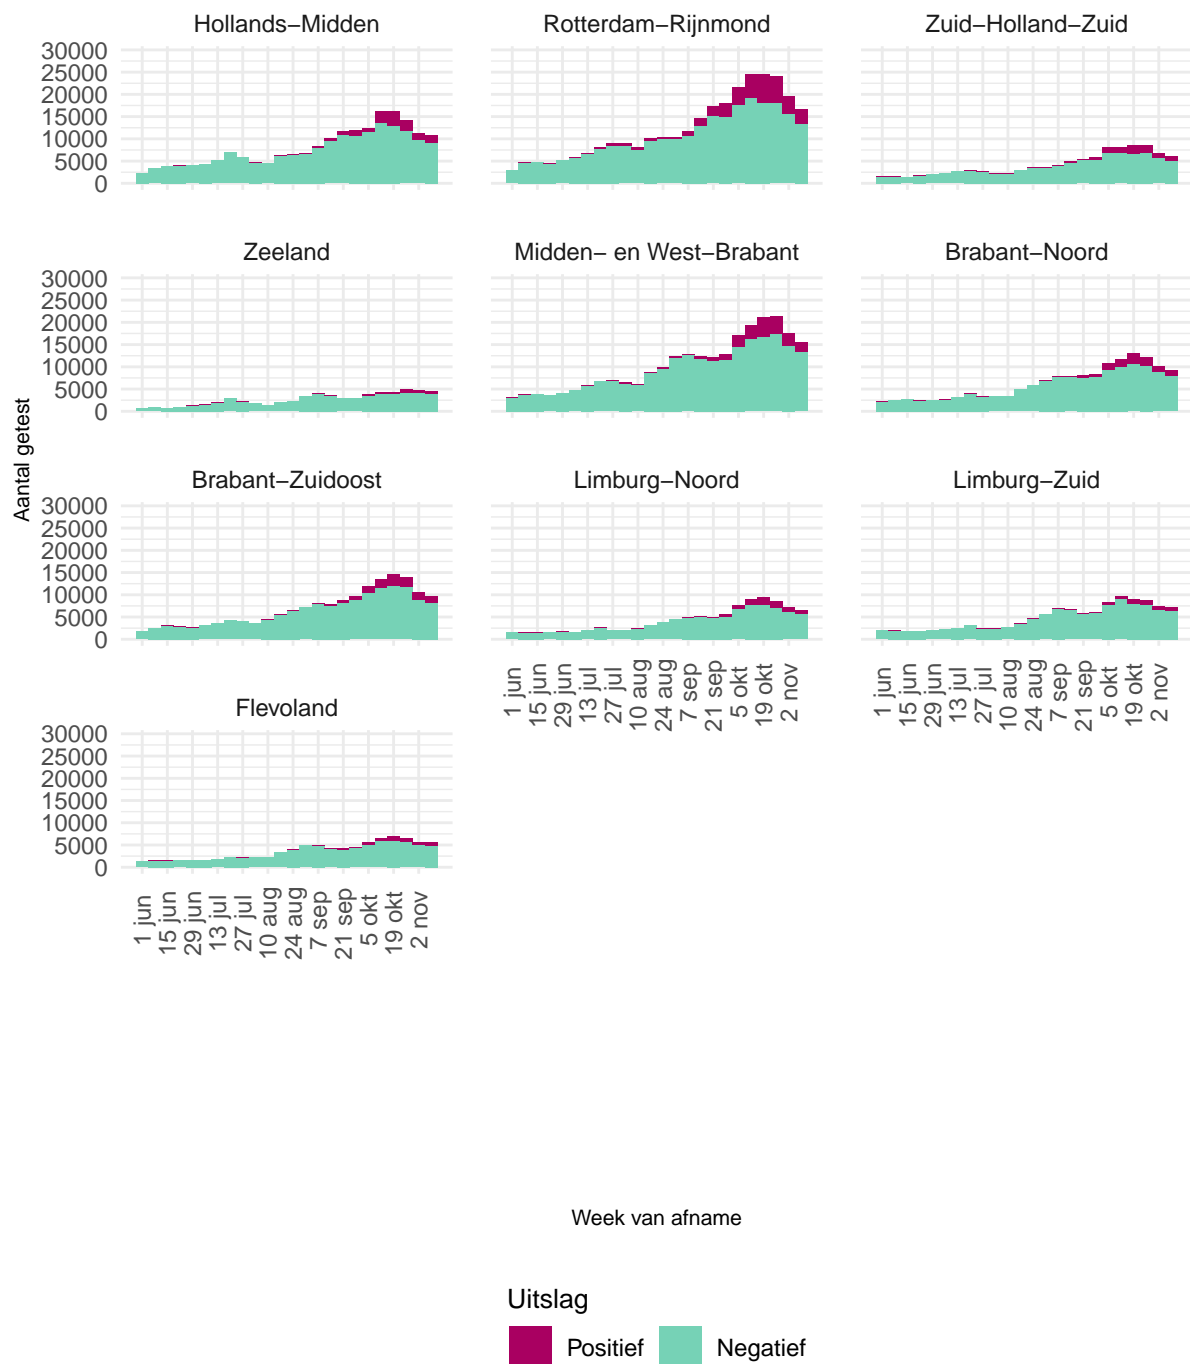 Hollands−Midden
Rotterdam−Rijnmond
Zuid−Holland−Zuid
30000
25000
20000
15000
10000
5000
0
Zeeland
Midden− en West−Brabant
Brabant−Noord
30000
25000
20000
15000
10000
5000
0
Aantal getest
Brabant−Zuidoost
Limburg−Noord
Limburg−Zuid
30000
25000
20000
15000
10000
5000
0
1 jun
15 jun
29 jun
13 jul
27 jul
10 aug
24 aug
7 sep
21 sep
5 okt
19 okt
2 nov
1 jun
15 jun
29 jun
13 jul
27 jul
10 aug
24 aug
7 sep
21 sep
5 okt
19 okt
2 nov
Flevoland
30000
25000
20000
15000
10000
5000
0
1 jun
15 jun
29 jun
13 jul
27 jul
10 aug
24 aug
7 sep
21 sep
5 okt
19 okt
2 nov
Week van afname
Uitslag
Positief
Negatief